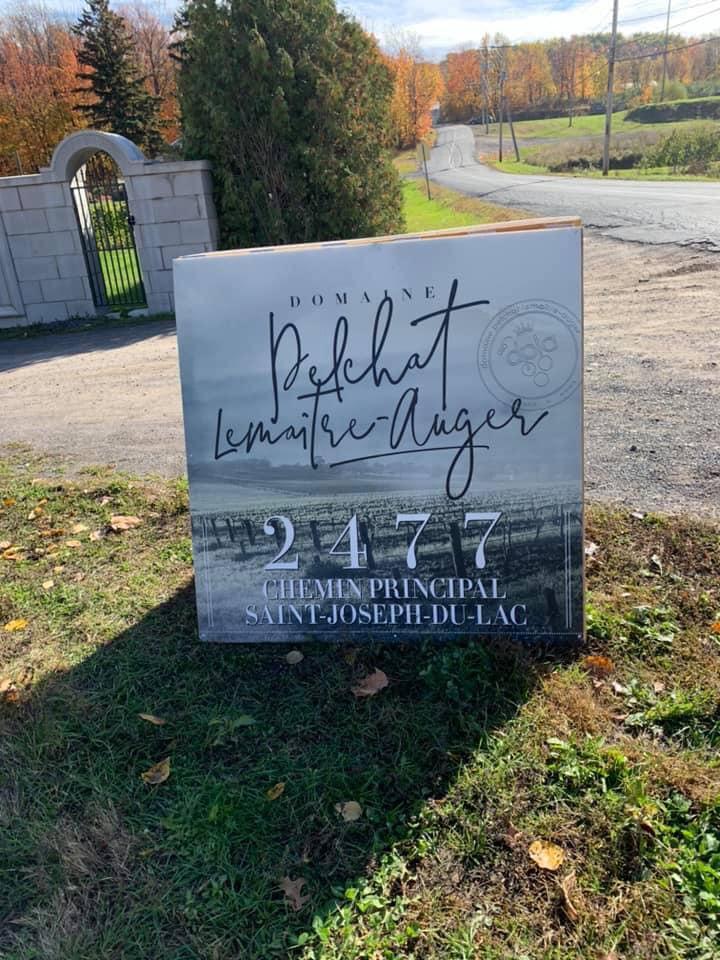 DOMAINE
Pelchat
Lemaître-Auger
2477
CHEMIN PRINCIPAL
SAINT-JOSEPH-DU-LAC